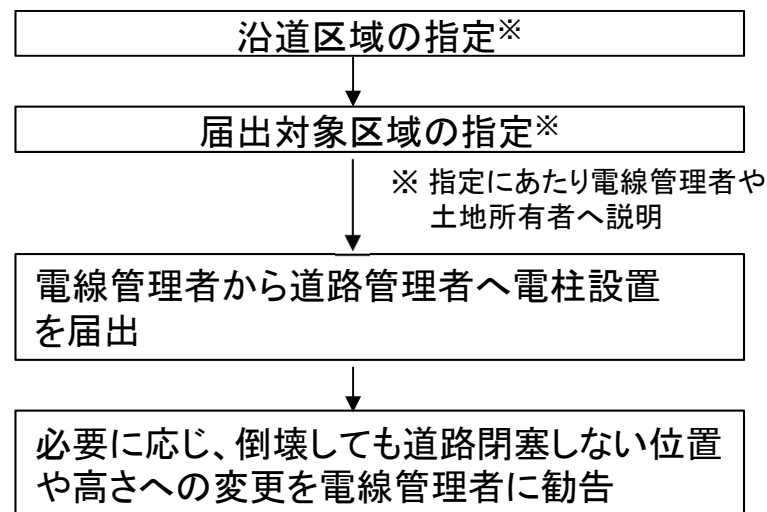 沿道区域の指定※
届出対象区域の指定※
※ 指定にあたり電線管理者や
土地所有者へ説明
電線管理者から道路管理者へ電柱設置
を届出
必要に応じ、倒壊しても道路閉塞しない位置
や高さへの変更を電線管理者に勧告